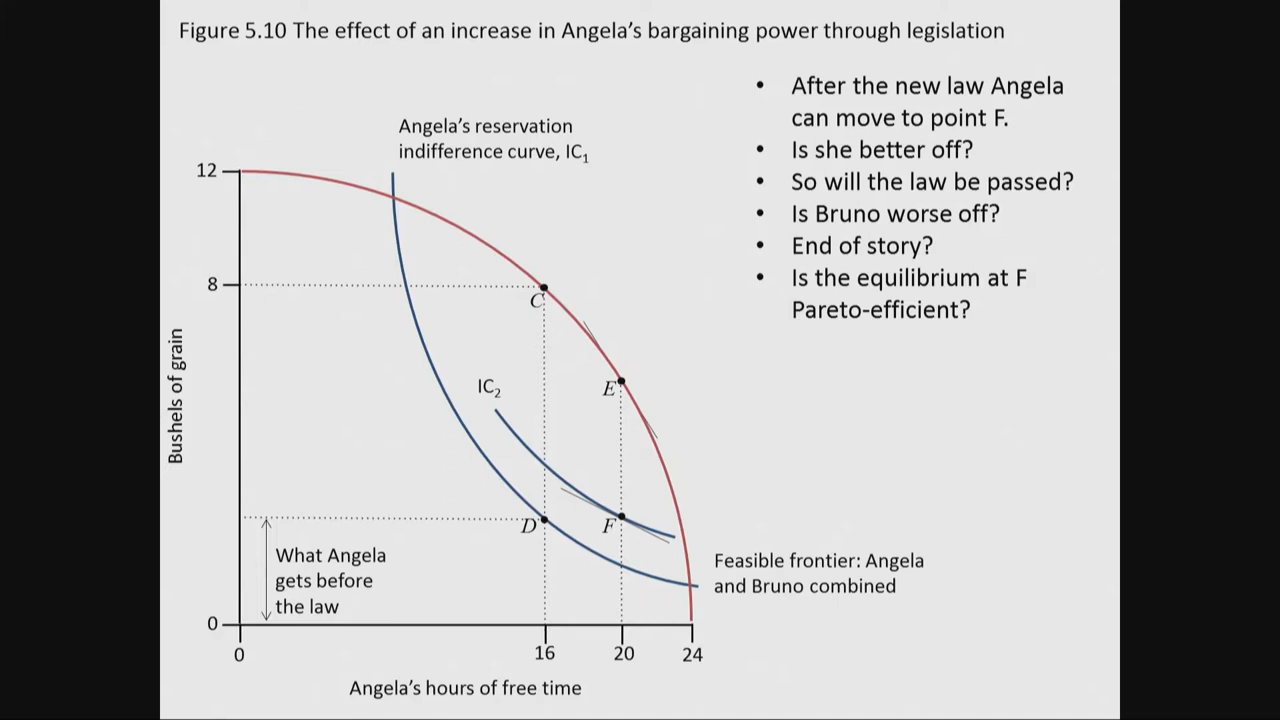 Figure 5.10 The effect of an increase in Angela's bargaining power through legislation
• After the new law Angela
can move to point F.
• Is she better off?
• So will the law be passed?
• Is Bruno worse off?
• End of story?
• Is the equilibrium at F
Pareto-efficient?
Angela's reservation
indifference curve, IC₁
12
8
C
Bushels of grain
IC₂
E
D
F
What Angela
gets before
the law
Feasible frontier: Angela
and Bruno combined
0
0
16
20
24
Angela's hours of free time